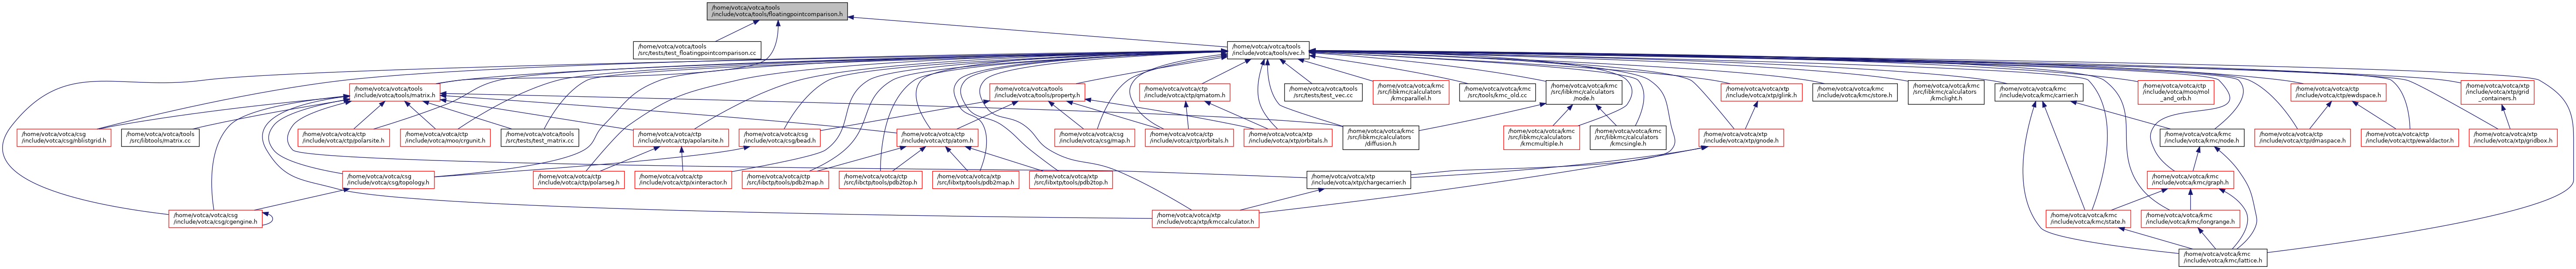 /home/votca/votca/tools
/include/votca/tools/floatingpointcomparison.h
/home/votca/votca/tools
/src/tests/test_floatingpointcomparison.cc
/home/votca/votca/tools
/include/votca/tools/vec.h
/home/votca/votca/tools
/include/votca/tools/matrix.h
/home/votca/votca/tools
/include/votca/tools/property.h
/home/votca/votca/ctp
/include/votca/ctp/qmatom.h
/home/votca/votca/tools
/src/tests/test_vec.cc
/home/votca/votca/kmc
/src/libkmc/calculators
/kmcparallel.h
/home/votca/votca/kmc
/src/tools/kmc_old.cc
/home/votca/votca/kmc
/src/libkmc/calculators
/node.h
/home/votca/votca/xtp
/include/votca/xtp/glink.h
/home/votca/votca/kmc
/include/votca/kmc/store.h
/home/votca/votca/kmc
/src/libkmc/calculators
/kmclight.h
/home/votca/votca/kmc
/include/votca/kmc/carrier.h
/home/votca/votca/ctp
/include/votca/moo/mol
_and_orb.h
/home/votca/votca/ctp
/include/votca/ctp/ewdspace.h
/home/votca/votca/xtp
/include/votca/xtp/grid
_containers.h
/home/votca/votca/csg
/include/votca/csg/nblistgrid.h
/home/votca/votca/tools
/src/libtools/matrix.cc
/home/votca/votca/ctp
/include/votca/ctp/polarsite.h
/home/votca/votca/ctp
/include/votca/moo/crgunit.h
/home/votca/votca/tools
/src/tests/test_matrix.cc
/home/votca/votca/ctp
/include/votca/ctp/apolarsite.h
/home/votca/votca/csg
/include/votca/csg/bead.h
/home/votca/votca/ctp
/include/votca/ctp/atom.h
/home/votca/votca/csg
/include/votca/csg/map.h
/home/votca/votca/ctp
/include/votca/ctp/orbitals.h
/home/votca/votca/xtp
/include/votca/xtp/orbitals.h
/home/votca/votca/kmc
/src/libkmc/calculators
/diffusion.h
/home/votca/votca/kmc
/src/libkmc/calculators
/kmcmultiple.h
/home/votca/votca/kmc
/src/libkmc/calculators
/kmcsingle.h
/home/votca/votca/xtp
/include/votca/xtp/gnode.h
/home/votca/votca/kmc
/include/votca/kmc/node.h
/home/votca/votca/ctp
/include/votca/ctp/dmaspace.h
/home/votca/votca/ctp
/include/votca/ctp/ewaldactor.h
/home/votca/votca/xtp
/include/votca/xtp/gridbox.h
/home/votca/votca/csg
/include/votca/csg/topology.h
/home/votca/votca/ctp
/include/votca/ctp/polarseg.h
/home/votca/votca/ctp
/include/votca/ctp/xinteractor.h
/home/votca/votca/ctp
/src/libctp/tools/pdb2map.h
/home/votca/votca/ctp
/src/libctp/tools/pdb2top.h
/home/votca/votca/xtp
/src/libxtp/tools/pdb2map.h
/home/votca/votca/xtp
/src/libxtp/tools/pdb2top.h
/home/votca/votca/xtp
/include/votca/xtp/chargecarrier.h
/home/votca/votca/kmc
/include/votca/kmc/graph.h
/home/votca/votca/csg
/include/votca/csg/cgengine.h
/home/votca/votca/xtp
/include/votca/xtp/kmccalculator.h
/home/votca/votca/kmc
/include/votca/kmc/state.h
/home/votca/votca/kmc
/include/votca/kmc/longrange.h
/home/votca/votca/kmc
/include/votca/kmc/lattice.h